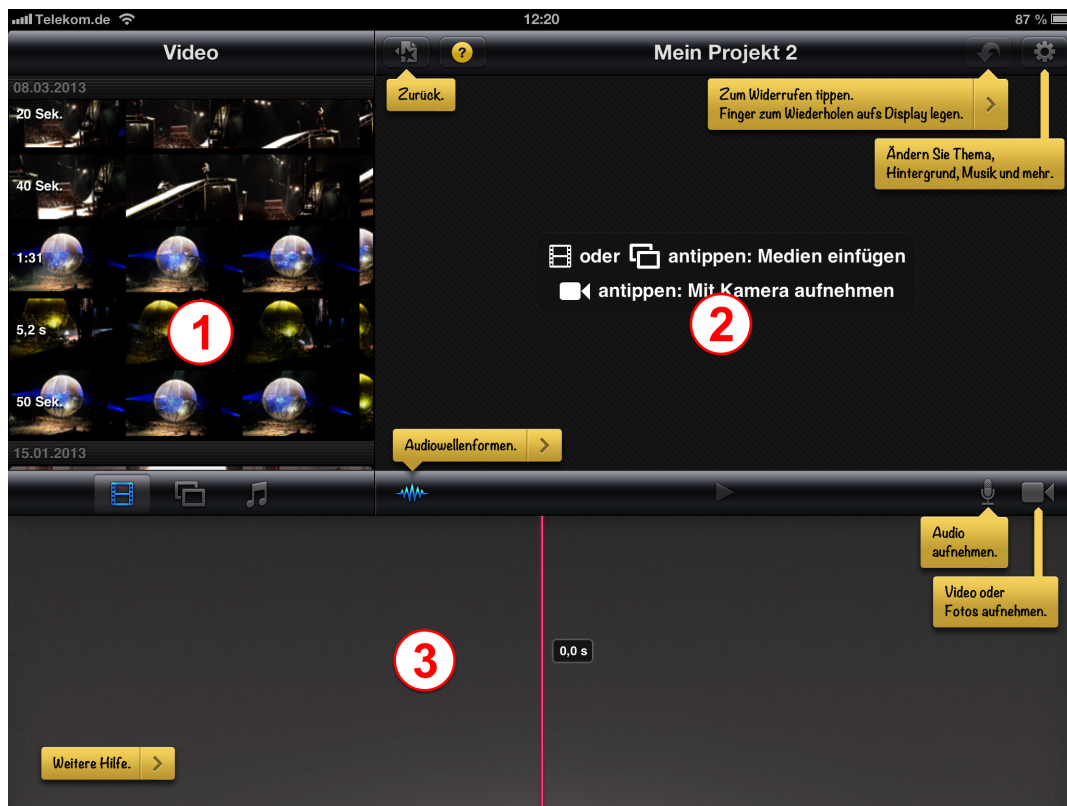 Telekom.de
12:20
87 %
Video
?
Mein Projekt 2
08.03.2013
Zurück.
Zum Widerrufen tippen.
Finger zum Wiederholen aufs Display legen.
Ändern Sie Thema,
Hintergrund, Musik und mehr.
20 Sek.
40 Sek.
1:31
5,2 s
50 Sek.
1
oder antippen: Medien einfügen
antippen: Mit Kamera aufnehmen
2
15.01.2013
Audiowellenformen.
Audio
aufnehmen.
Video oder
Fotos aufnehmen.
3
0,0 s
Weitere Hilfe.